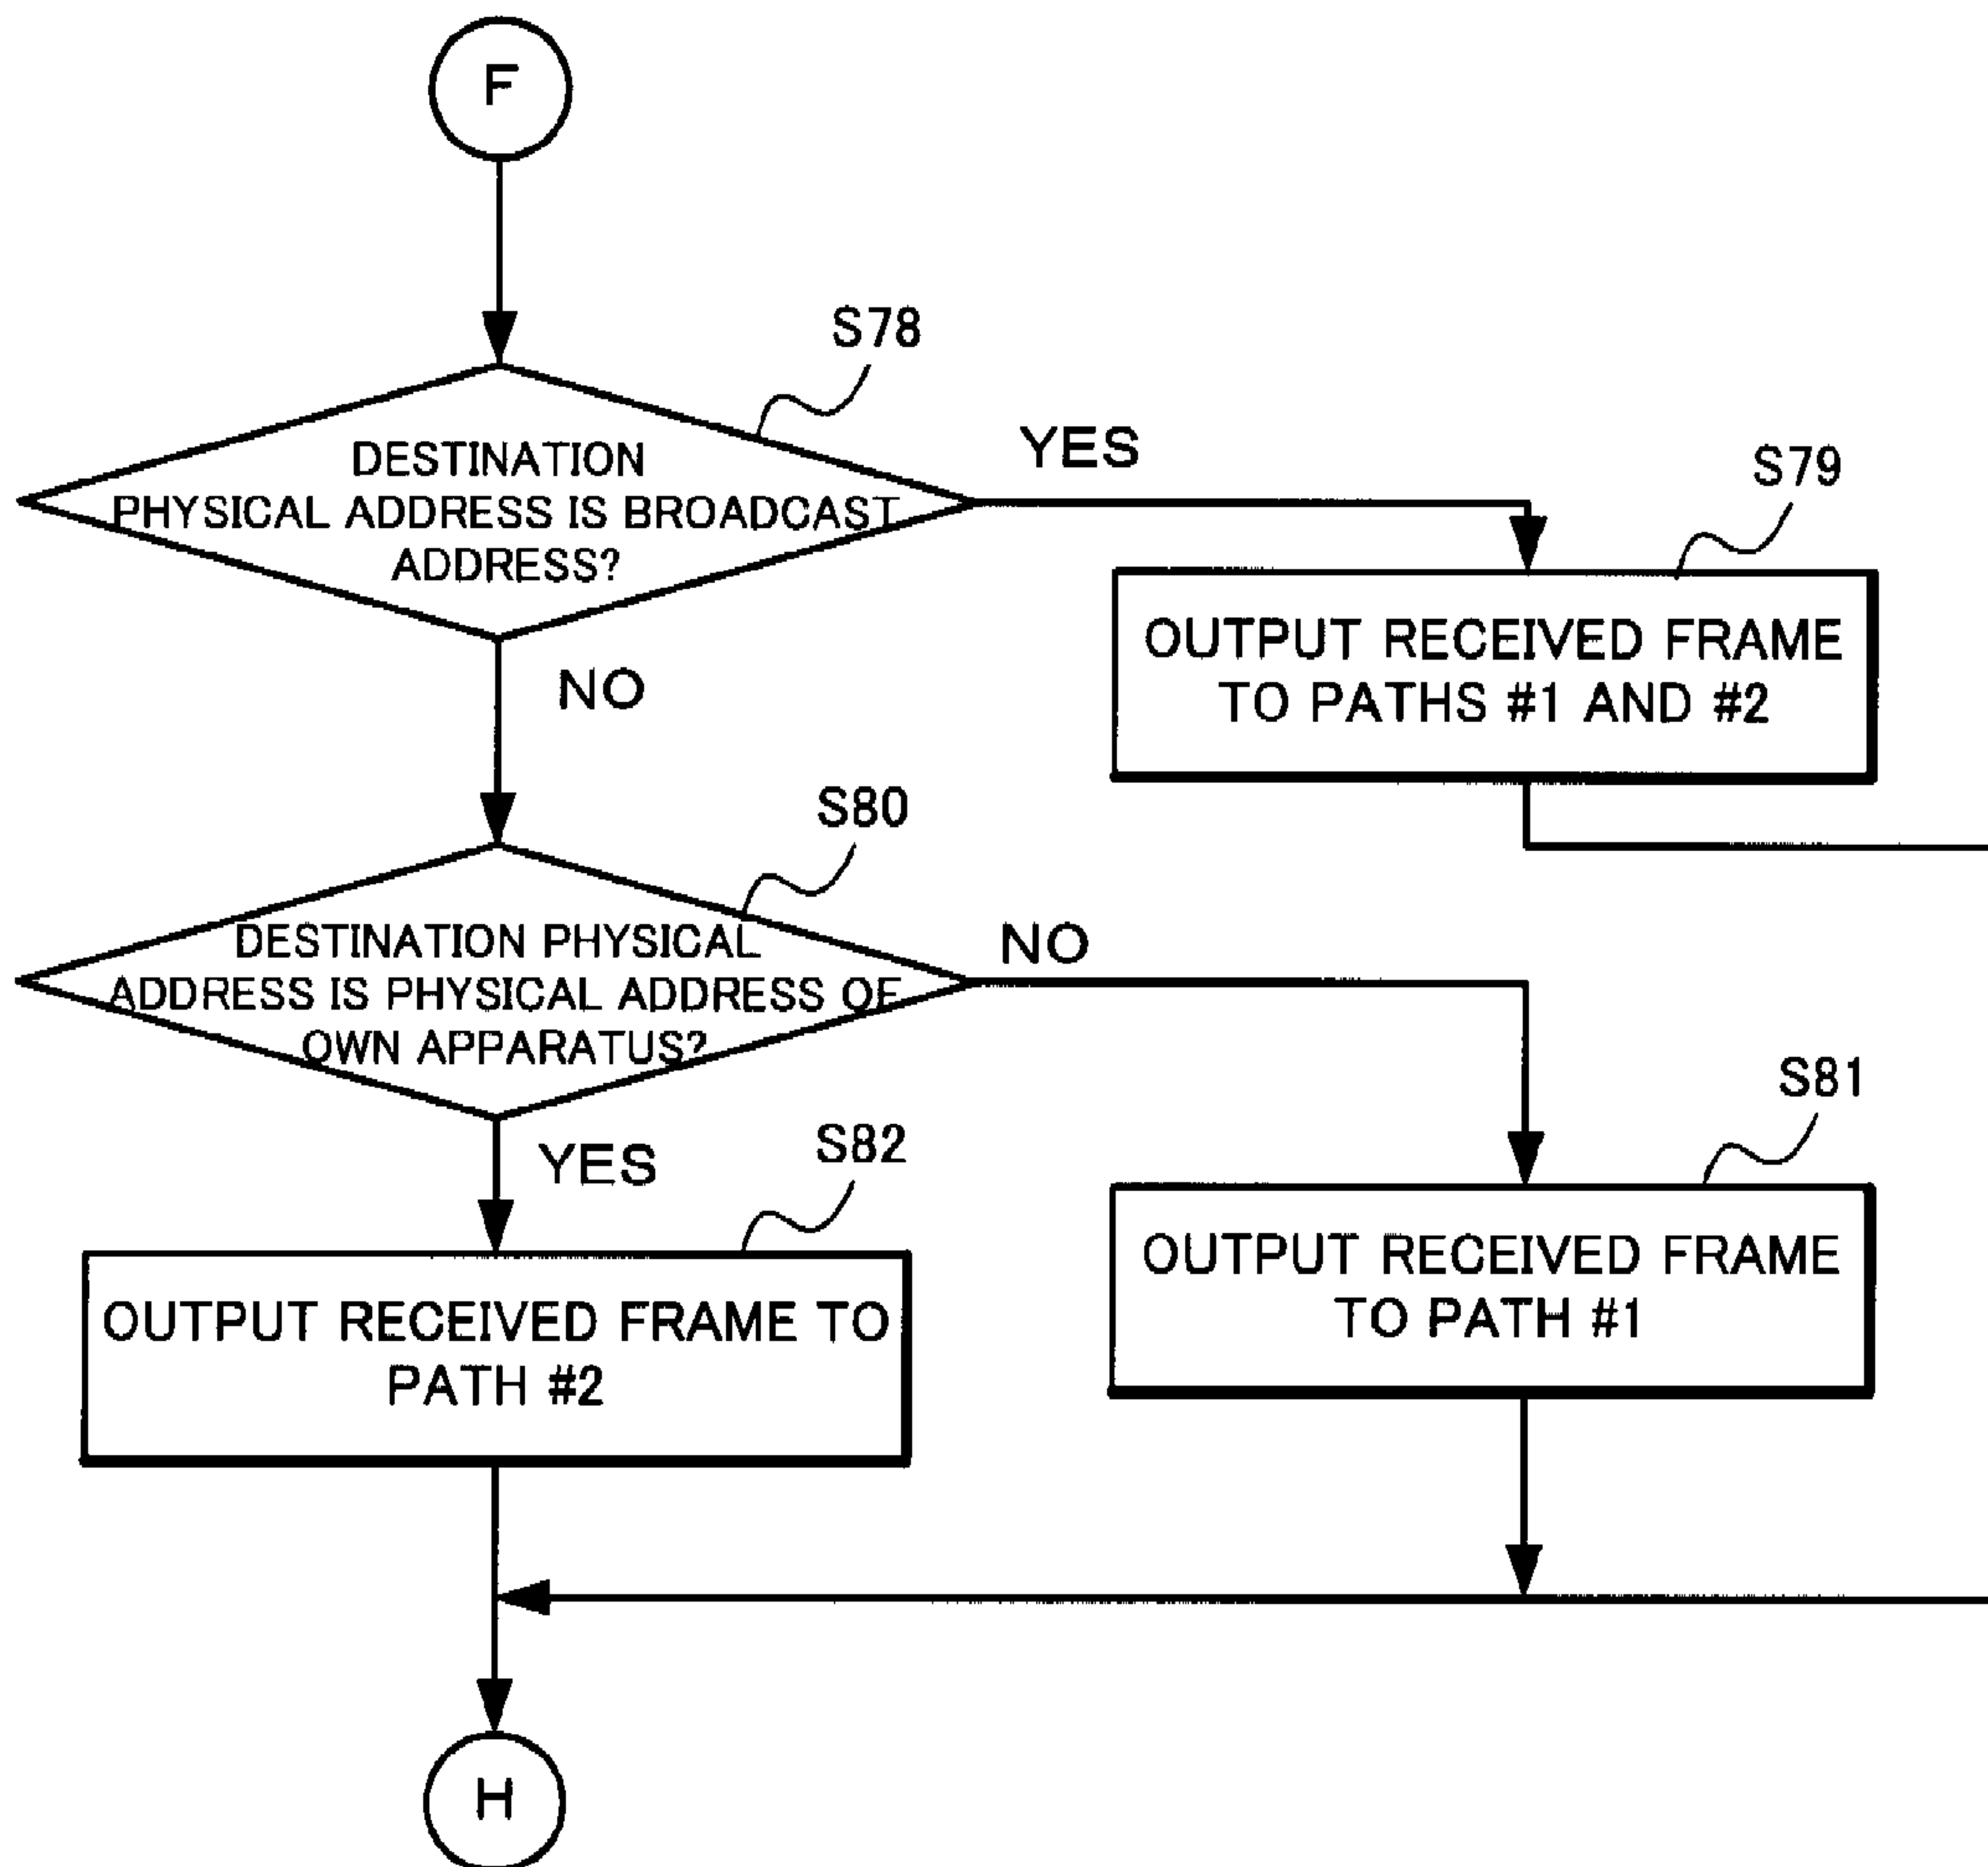 F
S78
DESTINATION
PHYSICAL ADDRESS IS BROADCAST
ADDRESS?
YES
S79
OUTPUT RECEIVED FRAME
TO PATHS #1 AND #2
NO
S80
DESTINATION PHYSICAL
ADDRESS IS PHYSICAL ADDRESS OF
OWN APPARATUS?
NO
S81
OUTPUT RECEIVED FRAME
TO PATH #1
YES
S82
OUTPUT RECEIVED FRAME TO
PATH #2
H